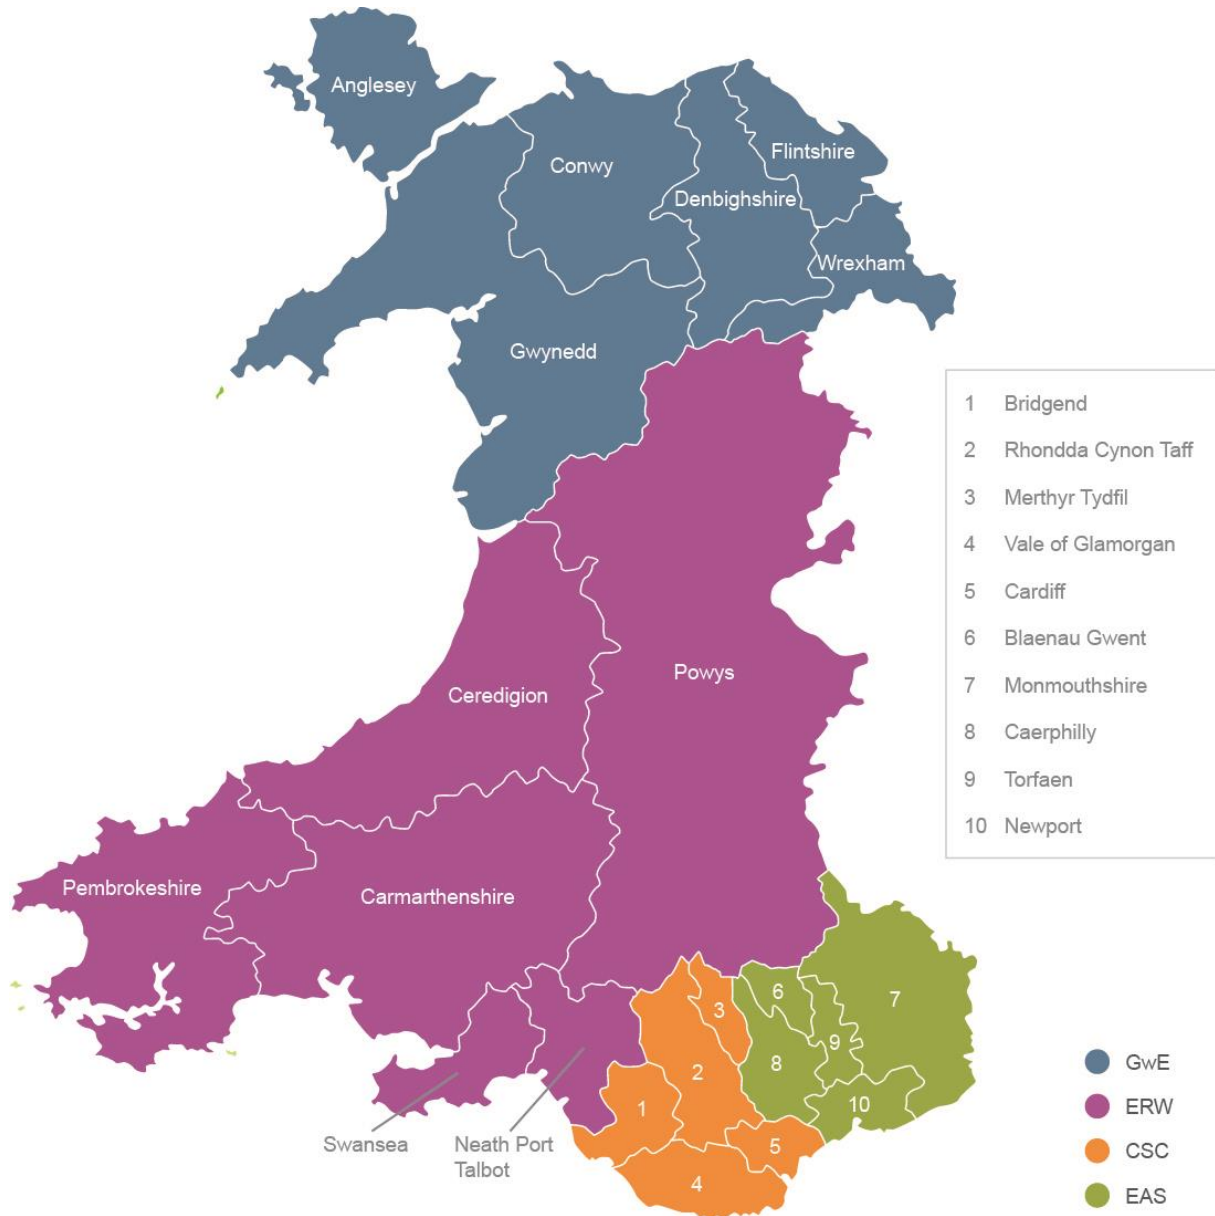 Anglesey
Conwy
Flintshire
Denbighshire
Wrexham
Gwynedd
Powys
Ceredigion
Pembrokeshire
Carmarthenshire
Swansea
Neath Port
Talbot
1
2
3
4
5
6
7
8
9
10
1 Bridgend
2 Rhondda Cynon Taff
3 Merthyr Tydfil
4 Vale of Glamorgan
5 Cardiff
6 Blaenau Gwent
7 Monmouthshire
8 Caerphilly
9 Torfaen
10 Newport
GwE
ERW
CSC
EAS